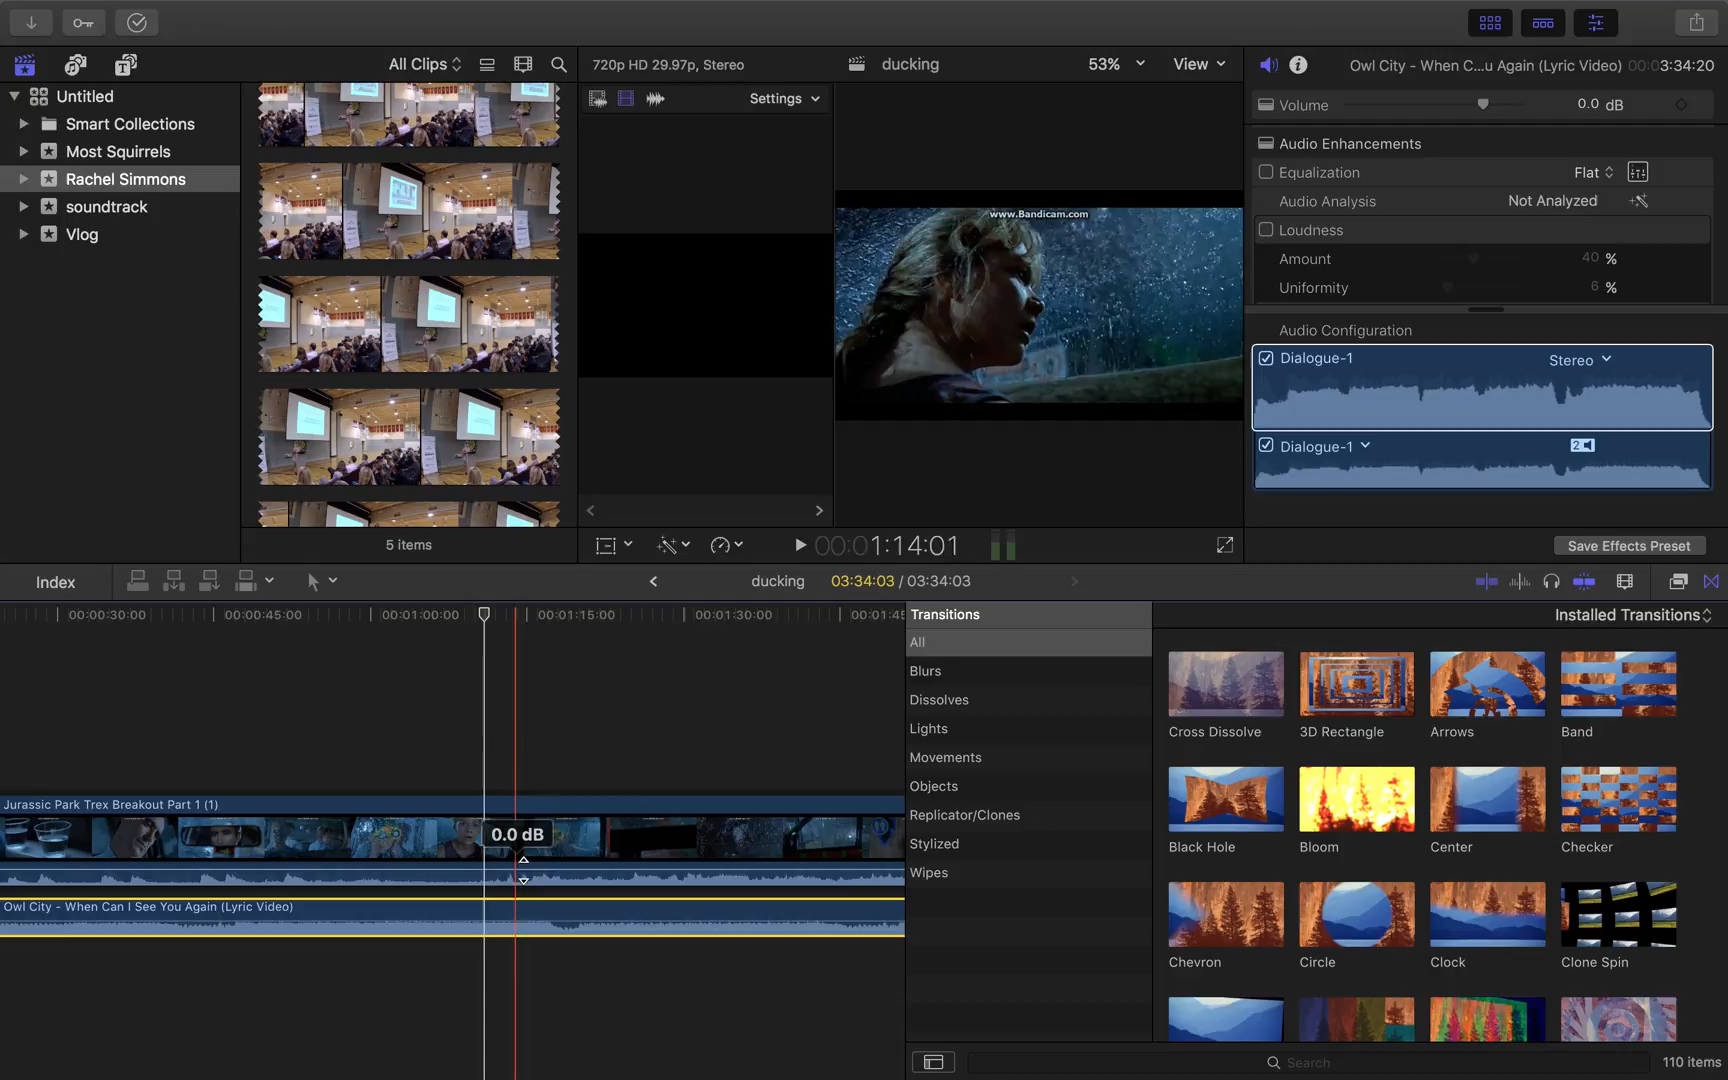 All Clips
720p HD 29.97p, Stereo
ducking
53%
View
Owl City - When C...u Again (Lyric Video)
00:03:34:20
Untitled
Smart Collections
Most Squirrels
Rachel Simmons
soundtrack
Vlog
Settings
www.Bandicam.com
Volume
0.0 dB
Audio Enhancements
Equalization
Flat
Audio Analysis
Not Analyzed
Loudness
Amount
40 %
Uniformity
6 %
Audio Configuration
Dialogue-1
Stereo
Dialogue-1
2
5 items
00:01:14:01
Save Effects Preset
Index
ducking
03:34:03 / 03:34:03
00:00:30:00
00:00:45:00
00:01:00:00
00:01:15:00
00:01:30:00
00:01:45
Jurassic Park Trex Breakout Part 1 (1)
0.0 dB
Owl City - When Can I See You Again (Lyric Video)
Transitions
All
Blurs
Dissolves
Lights
Movements
Objects
Replicator/Clones
Stylized
Wipes
Installed Transitions
Cross Dissolve
3D Rectangle
Arrows
Band
Black Hole
Bloom
Center
Checker
Chevron
Circle
Clock
Clone Spin
Search
110 items